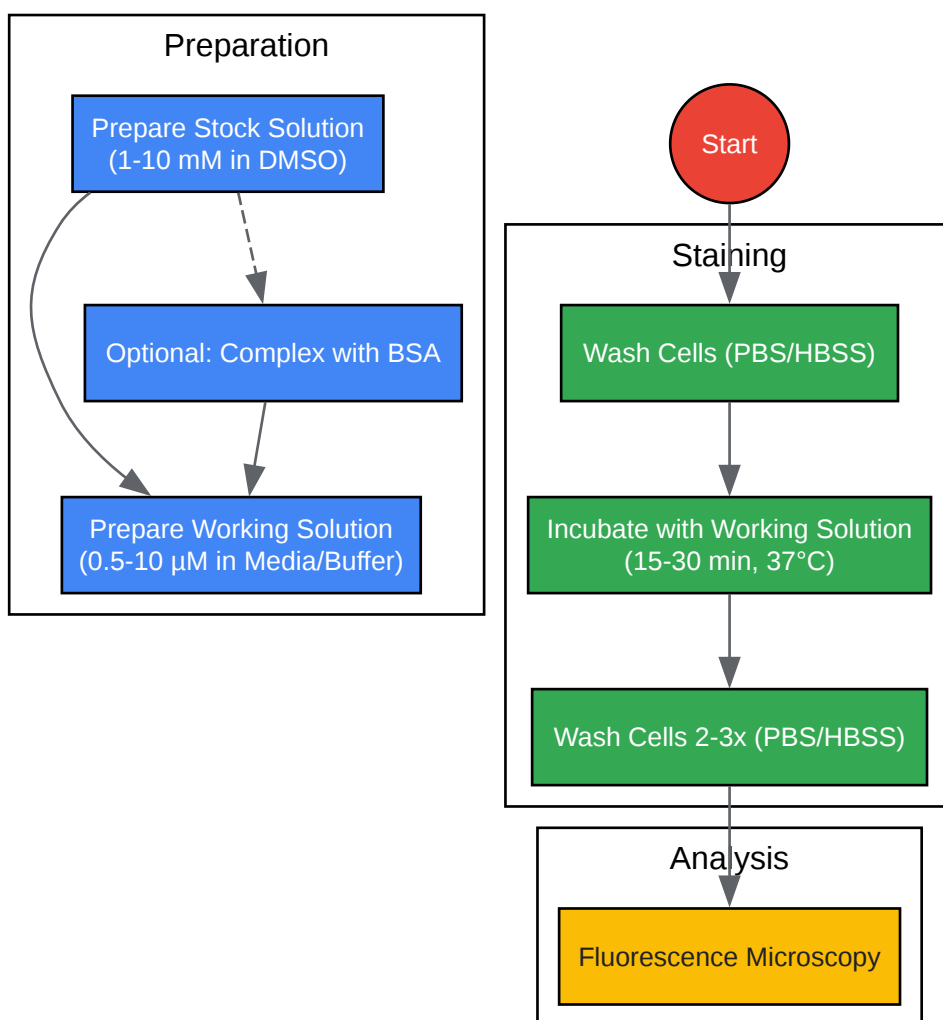 Preparation
Prepare Stock Solution
(1-10 mM in DMSO)
Optional: Complex with BSA
Prepare Working Solution
(0.5-10 µM in Media/Buffer)
Start
Staining
Wash Cells (PBS/HBSS)
Incubate with Working Solution
(15-30 min, 37°C)
Wash Cells 2-3x (PBS/HBSS)
Analysis
Fluorescence Microscopy